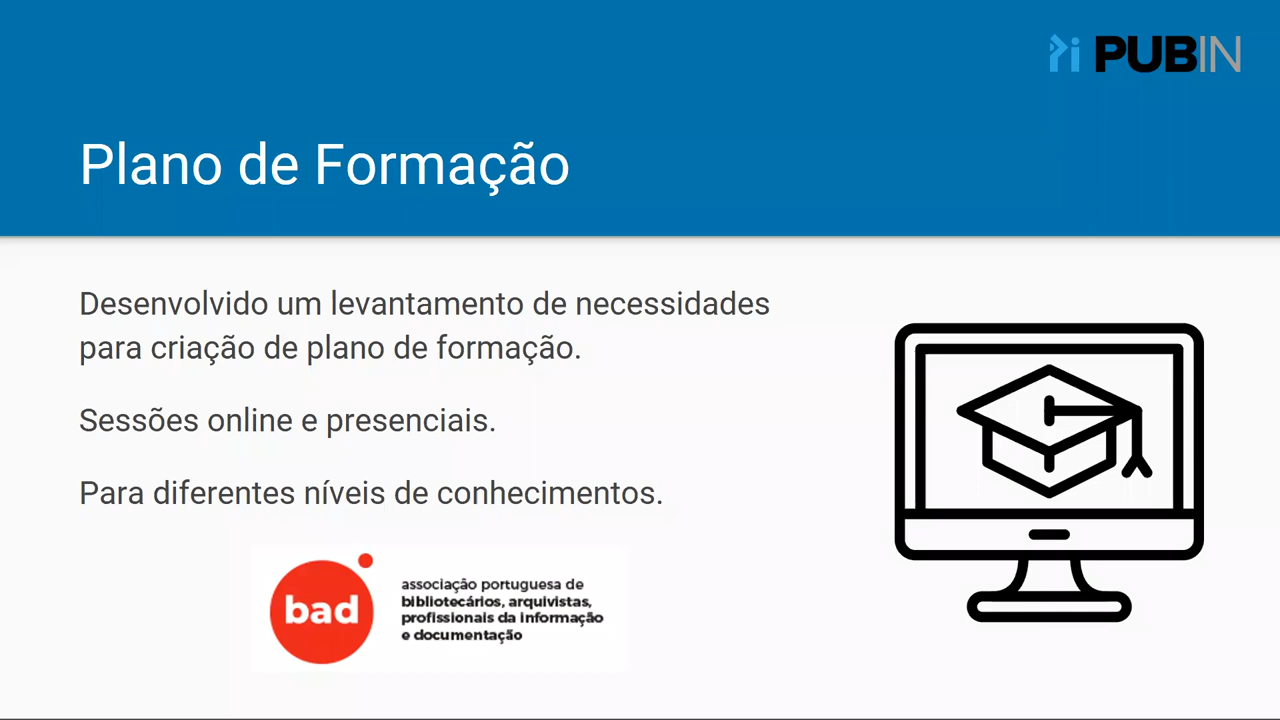 PUBIN
Plano de Formação
Desenvolvido um levantamento de necessidades
para criação de plano de formação.
Sessões online e presenciais.
Para diferentes níveis de conhecimentos.
bad
associação portuguesa de
bibliotecários, arquivistas,
profissionais da informação
e documentação